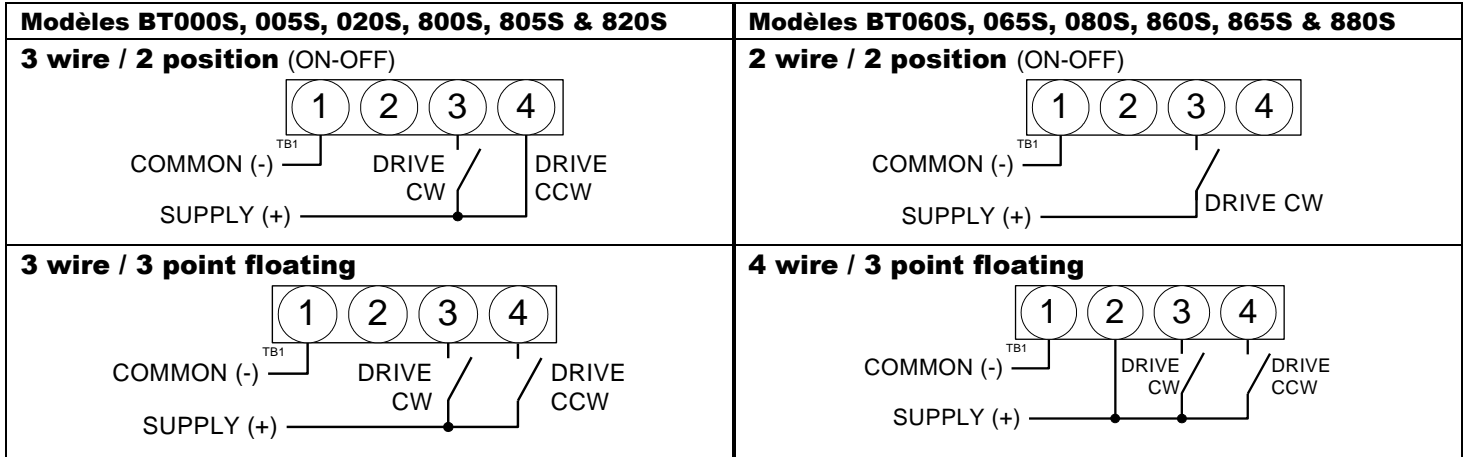 Modèles BT000S, 005S, 020S, 800S, 805S & 820S
Modèles BT060S, 065S, 080S, 860S, 865S & 880S
3 wire / 2 position (ON-OFF)
1 2 3 4
TB1
COMMON (-)
DRIVE CW
DRIVE CCW
SUPPLY (+)
2 wire / 2 position (ON-OFF)
1 2 3 4
TB1
COMMON (-)
DRIVE CW
SUPPLY (+)
3 wire / 3 point floating
1 2 3 4
TB1
COMMON (-)
DRIVE CW
DRIVE CCW
SUPPLY (+)
4 wire / 3 point floating
1 2 3 4
TB1
COMMON (-)
DRIVE CW
DRIVE CCW
SUPPLY (+)